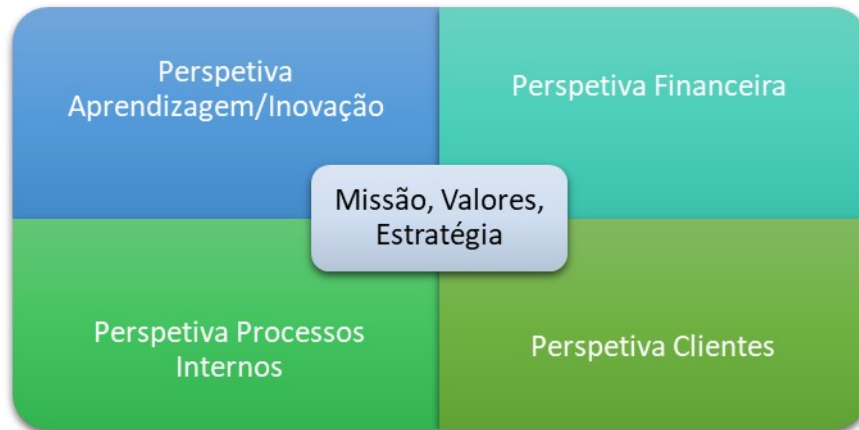 Perspetiva
Aprendizagem/Inovação
Perspetiva Financeira
Missão, Valores,
Estratégia
Perspetiva Processos
Internos
Perspetiva Clientes